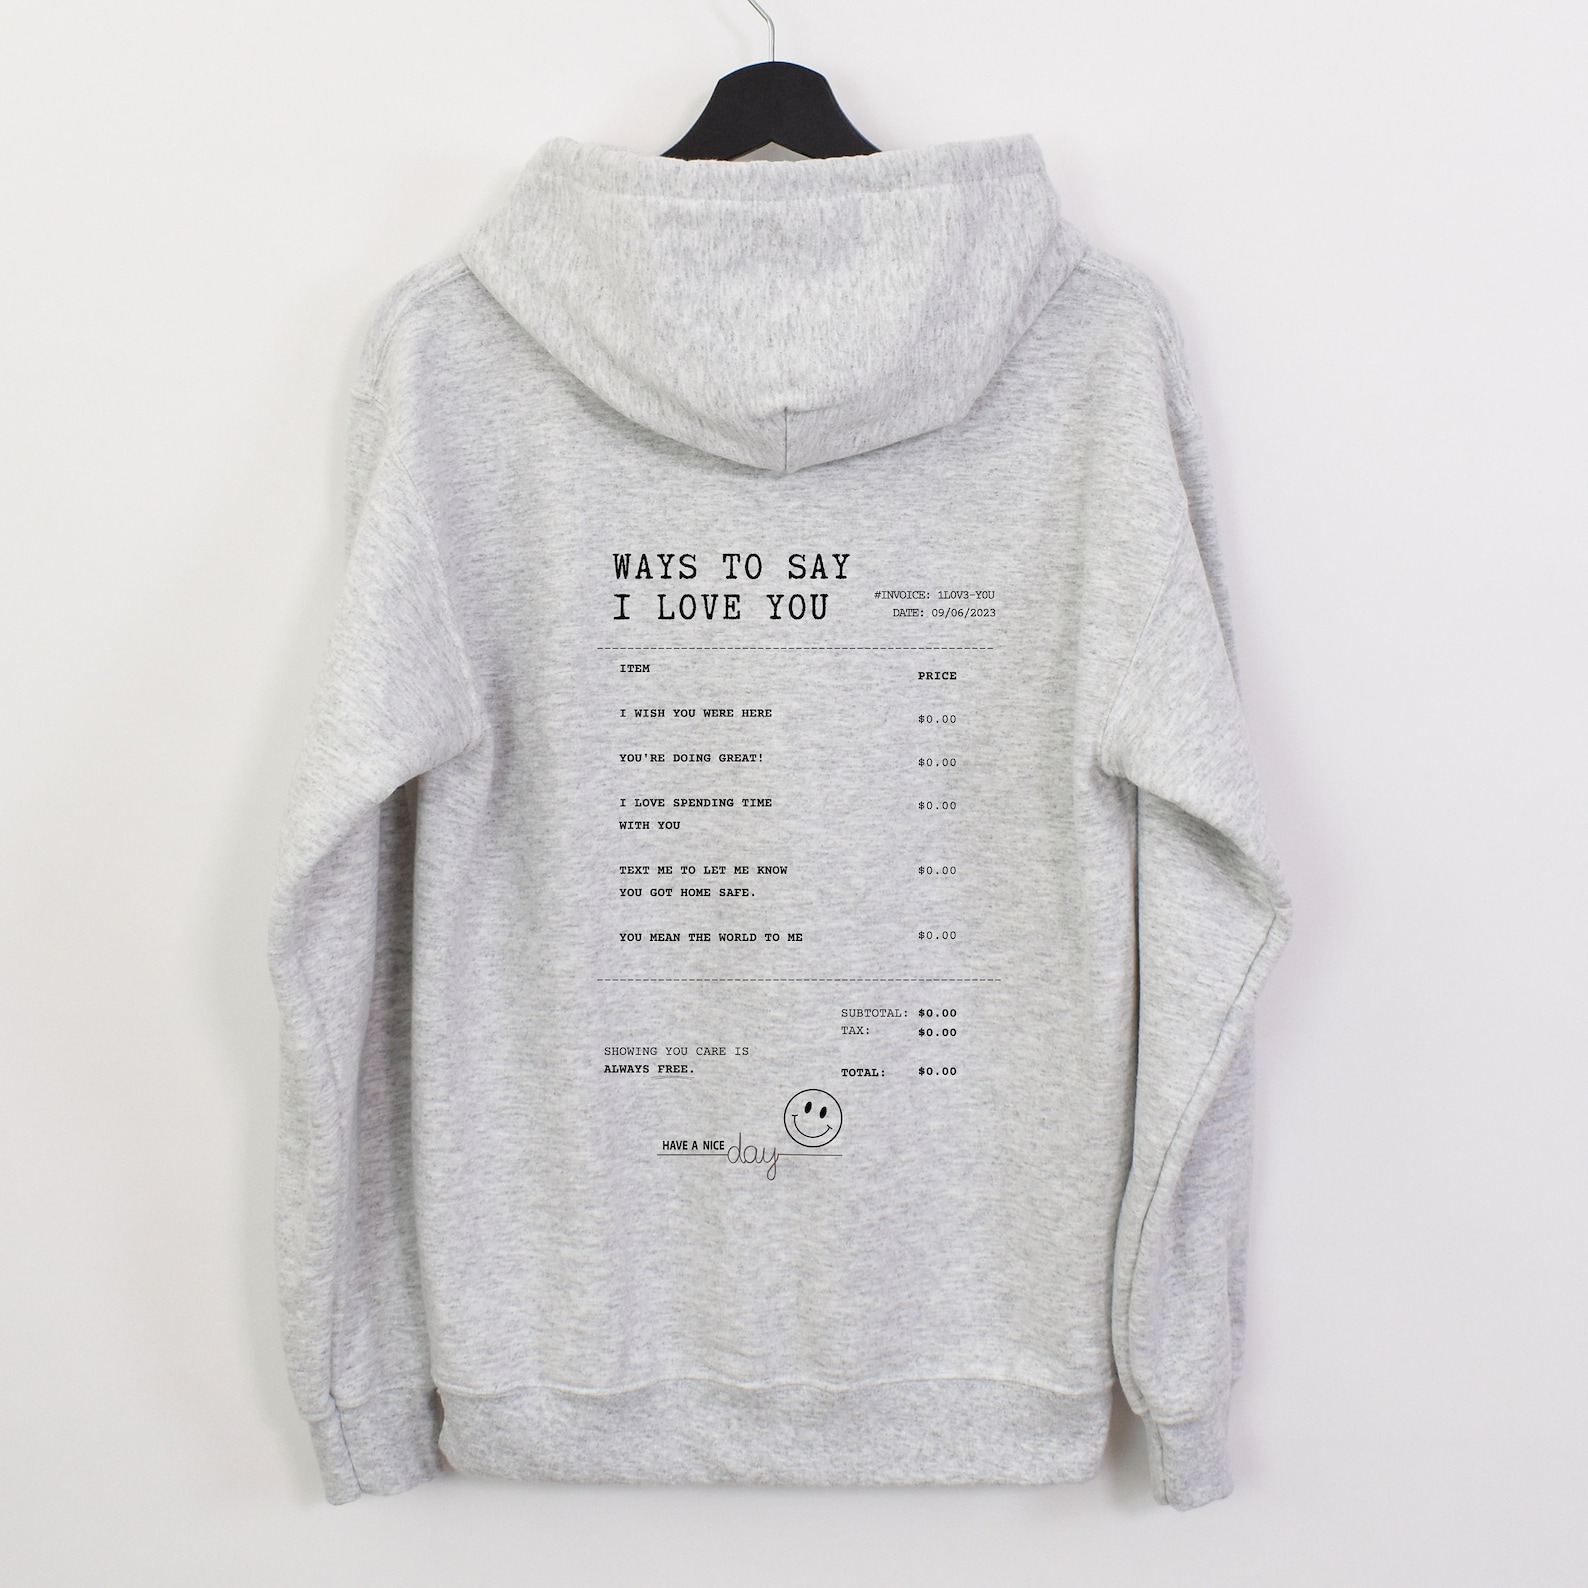 WAYS TO SAY
I LOVE YOU
#INVOICE: 1LOV3-YOU
DATE: 09/06/2023
ITEM PRICE
I WISH YOU WERE HERE $0.00
YOU'RE DOING GREAT! $0.00
I LOVE SPENDING TIME $0.00
WITH YOU
TEXT ME TO LET ME KNOW $0.00
YOU GOT HOME SAFE.
YOU MEAN THE WORLD TO ME $0.00
SUBTOTAL: $0.00
TAX: $0.00
SHOWING YOU CARE IS
ALWAYS FREE.
TOTAL: $0.00
HAVE A NICE day